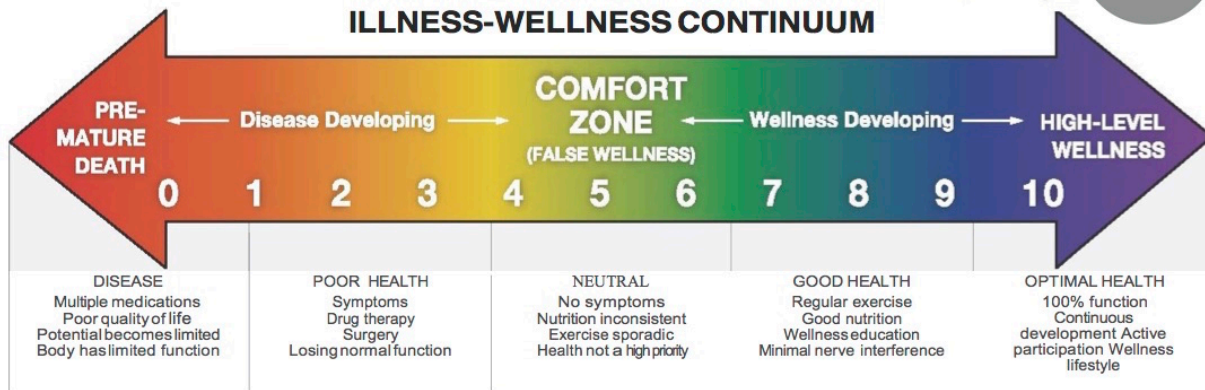 ILLNESS-WELLNESS CONTINUUM
PRE-
MATURE
DEATH
Disease Developing
COMFORT
ZONE
(FALSE WELLNESS)
Wellness Developing
HIGH-LEVEL
WELLNESS
0 1 2 3 4 5 6 7 8 9 10
DISEASE
Multiple medications
Poor quality of life
Potential becomes limited
Body has limited function
POOR HEALTH
Symptoms
Drug therapy
Surgery
Losing normal function
NEUTRAL
No symptoms
Nutrition inconsistent
Exercise sporadic
Health not a high priority
GOOD HEALTH
Regular exercise
Good nutrition
Wellness education
Minimal nerve interference
OPTIMAL HEALTH
100% function
Continuous
development Active
participation Wellness
lifestyle